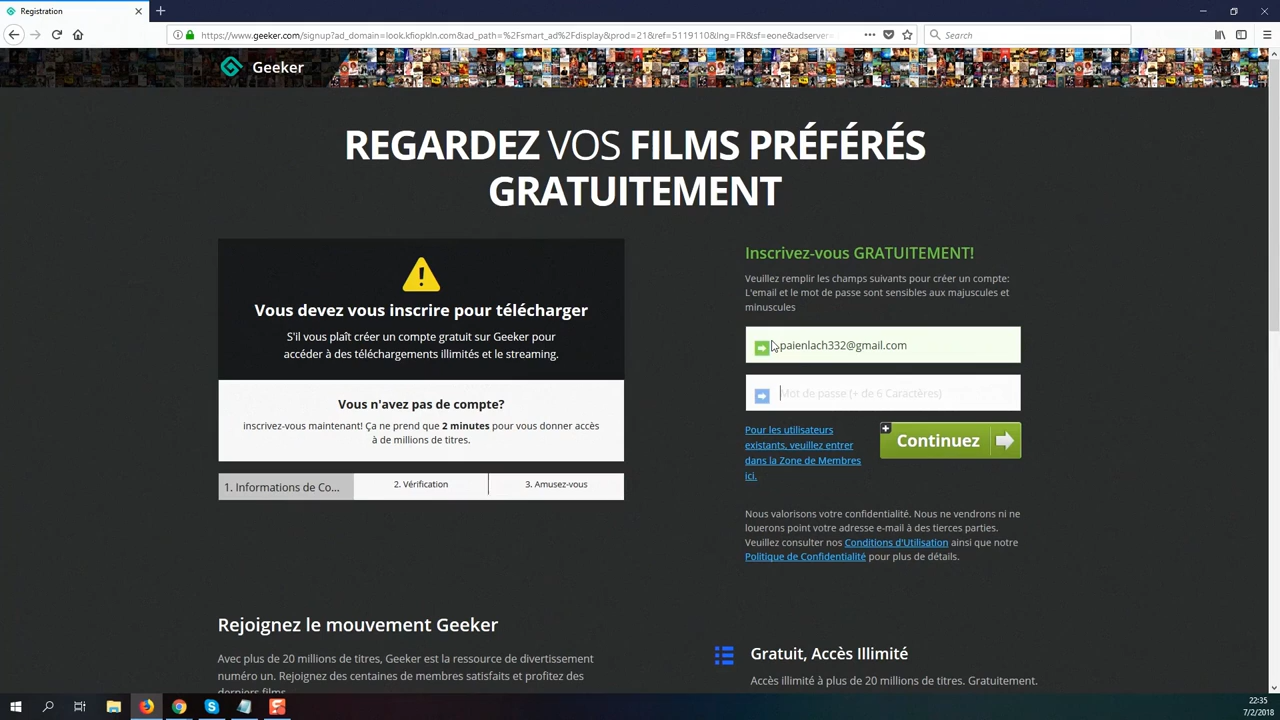 Registration
https://www.geeker.com/signup?ad_domain=look.kfiopkln.com&ad_path=%2Fsmart_ad%2Fdisplay&prod=21&ref=5119110&lng=FR&sf=eone&adserver=
Search
Geeker
REGARDEZ VOS FILMS PRÉFÉRÉS
GRATUITEMENT
Vous devez vous inscrire pour télécharger
S'il vous plaît créer un compte gratuit sur Geeker pour
accéder à des téléchargements illimités et le streaming.
Vous n'avez pas de compte?
inscrivez-vous maintenant! Ça ne prend que 2 minutes pour vous donner accès
à de millions de titres.
1. Informations de Co...
2. Vérification
3. Amusez-vous
Inscrivez-vous GRATUITEMENT!
Veuillez remplir les champs suivants pour créer un compte:
L'email et le mot de passe sont sensibles aux majuscules et
minuscules
paienlach332@gmail.com
Mot de passe (+ de 6 Caractères)
Pour les utilisateurs
existants, veuillez entrer
dans la Zone de Membres
ici.
Continuez
Nous valorisons votre confidentialité. Nous ne vendrons ni ne
louerons point votre adresse e-mail à des tierces parties.
Veuillez consulter nos Conditions d'Utilisation ainsi que notre
Politique de Confidentialité pour plus de détails.
Rejoignez le mouvement Geeker
Avec plus de 20 millions de titres, Geeker est la ressource de divertissement
numéro un. Rejoignez des centaines de membres satisfaits et profitez des
derniers films
Gratuit, Accès Illimité
Accès illimité à plus de 20 millions de titres. Gratuitement.
22:35
7/2/2018